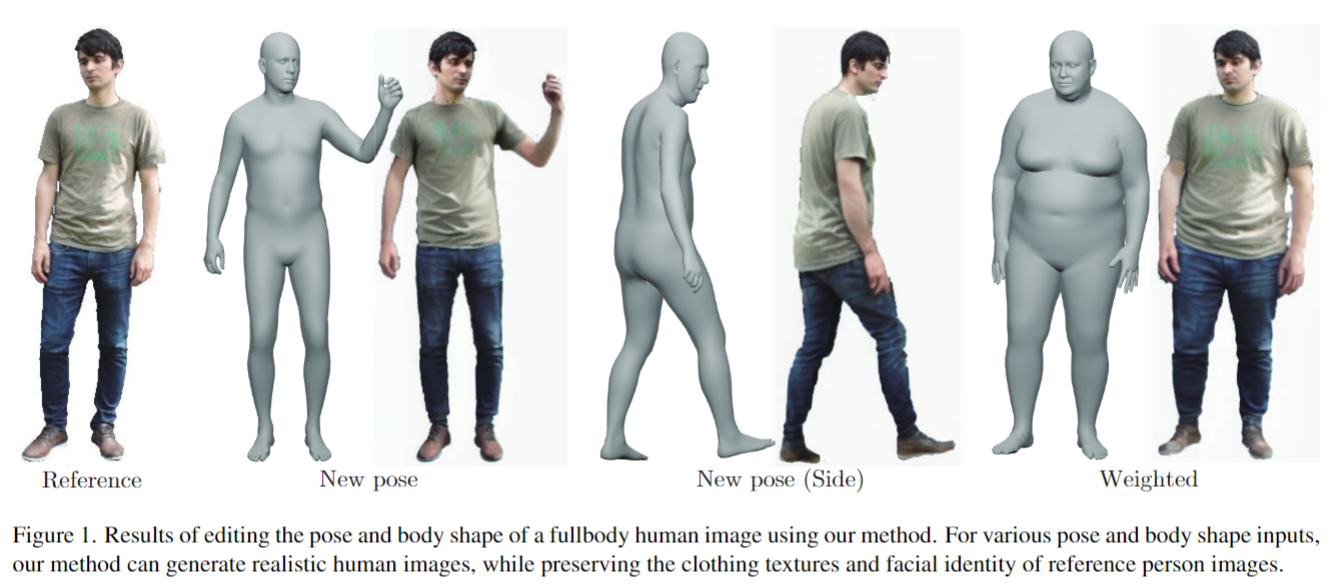 Reference
New pose
New pose (Side)
Weighted
Figure 1. Results of editing the pose and body shape of a fullbody human image using our method. For various pose and body shape inputs,
our method can generate realistic human images, while preserving the clothing textures and facial identity of reference person images.